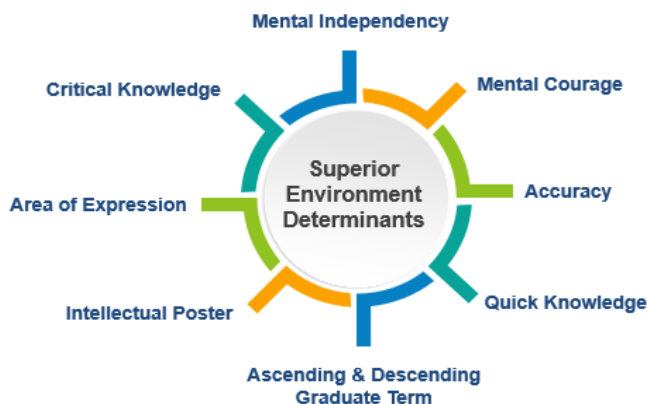 Mental Independency
Mental Courage
Accuracy
Quick Knowledge
Ascending & Descending
Graduate Term
Intellectual Poster
Area of Expression
Critical Knowledge
Superior
Environment
Determinants